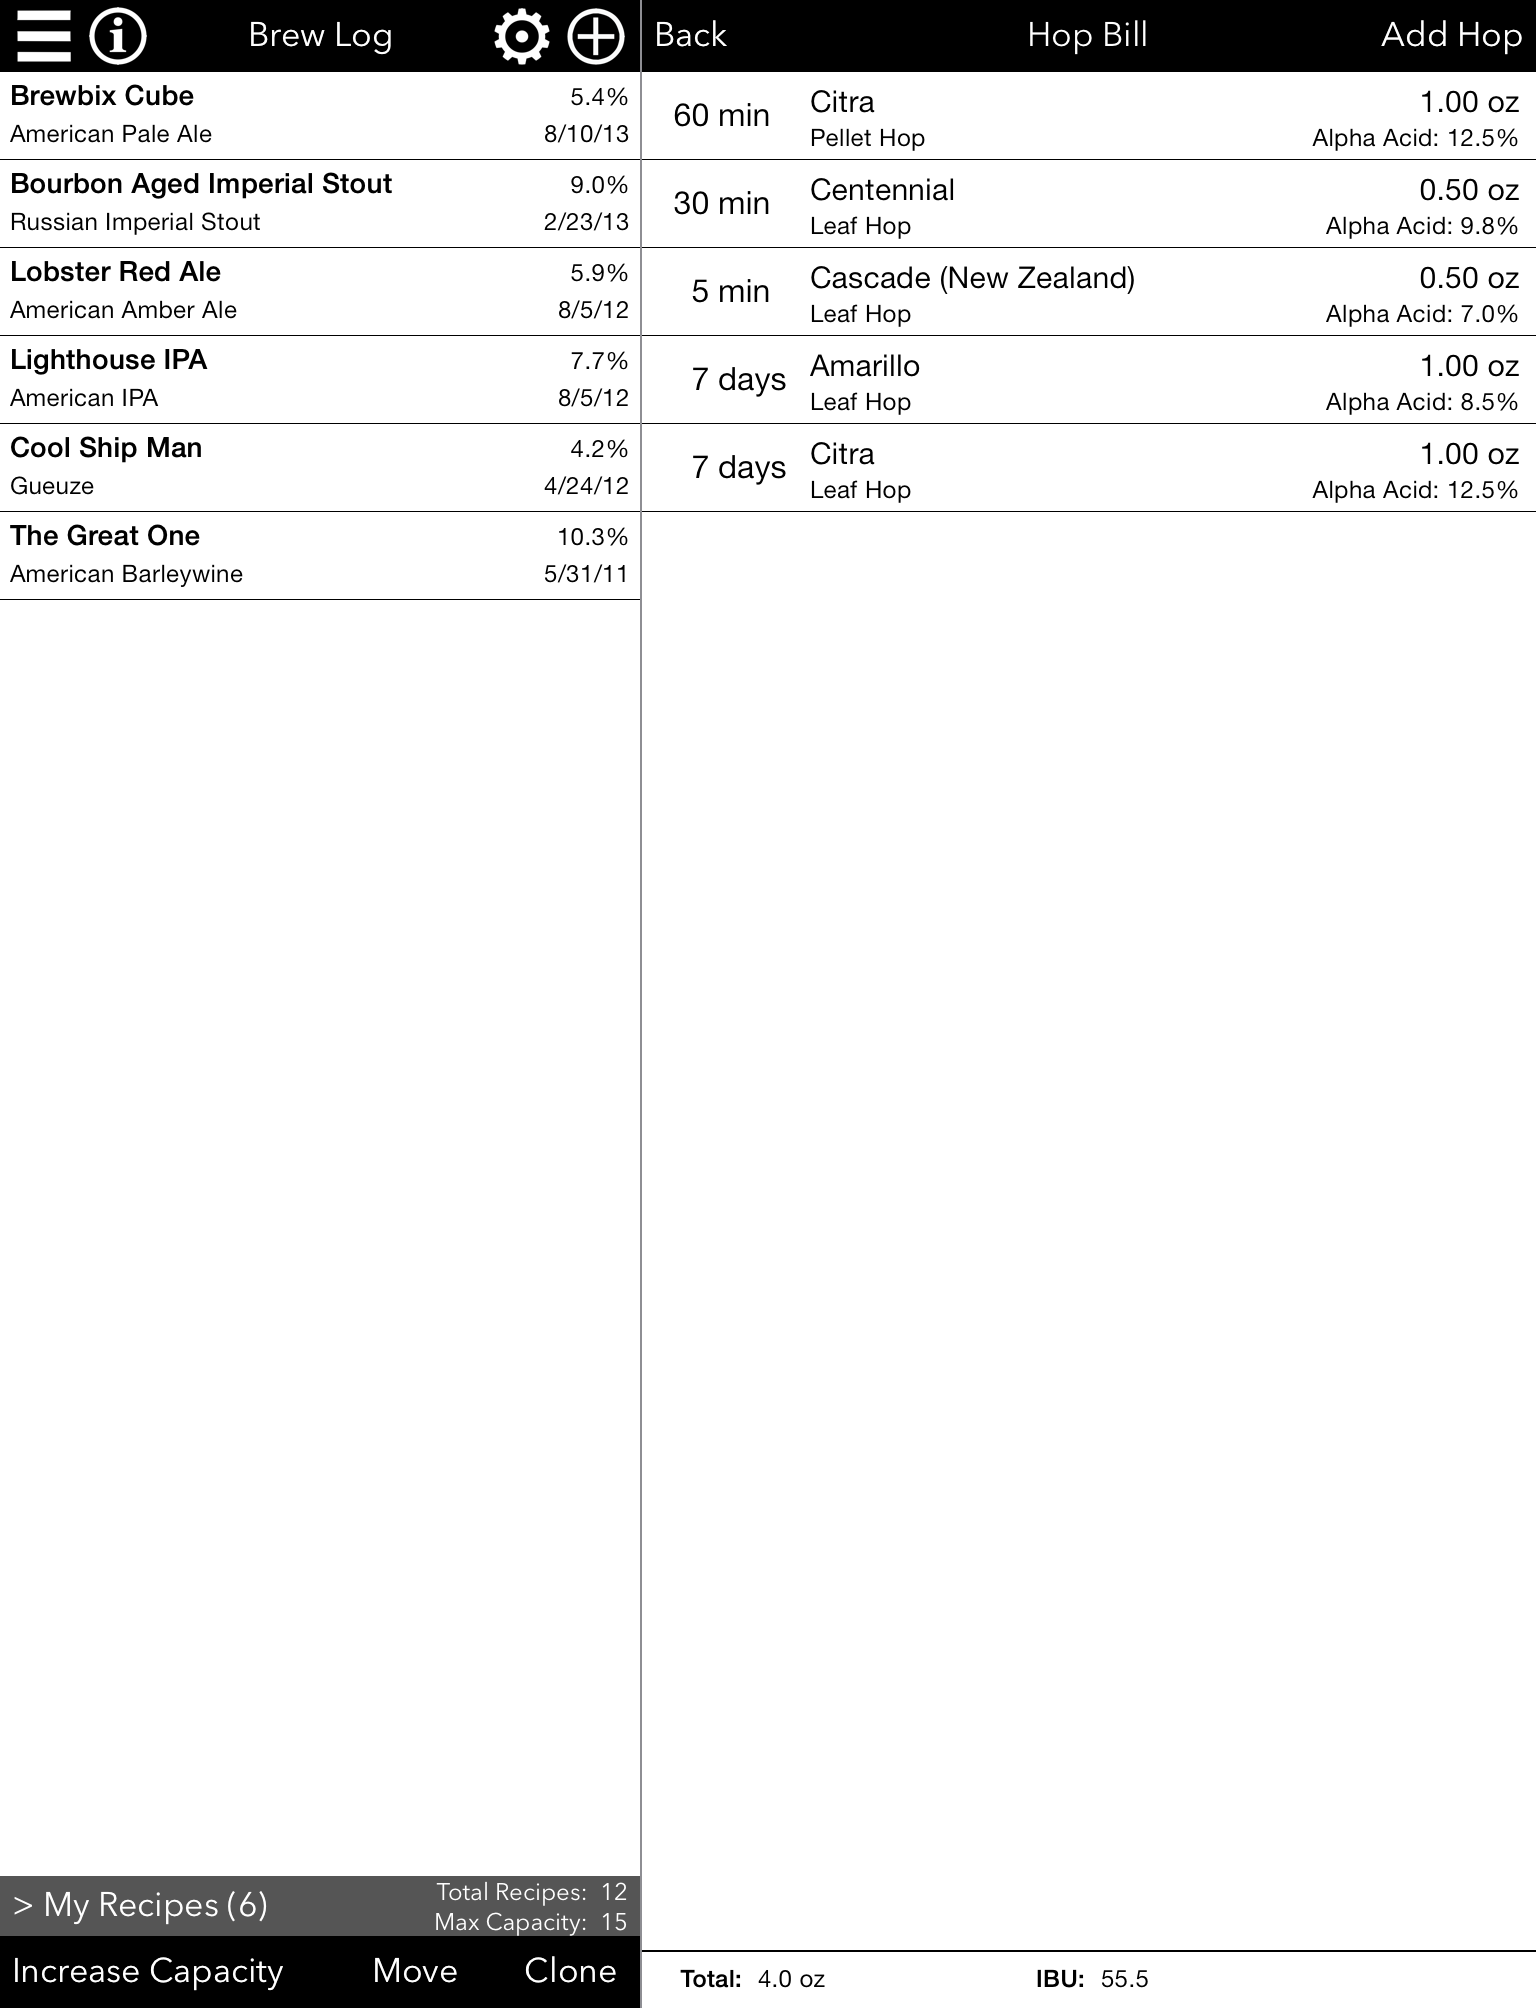 Brew Log
Brewbix Cube 5.4%
American Pale Ale 8/10/13
Bourbon Aged Imperial Stout 9.0%
Russian Imperial Stout 2/23/13
Lobster Red Ale 5.9%
American Amber Ale 8/5/12
Lighthouse IPA 7.7%
American IPA 8/5/12
Cool Ship Man 4.2%
Gueuze 4/24/12
The Great One 10.3%
American Barleywine 5/31/11
> My Recipes (6)
Total Recipes: 12
Max Capacity: 15
Increase Capacity Move Clone
Back Hop Bill Add Hop
60 min Citra 1.00 oz
Pellet Hop Alpha Acid: 12.5%
30 min Centennial 0.50 oz
Leaf Hop Alpha Acid: 9.8%
5 min Cascade (New Zealand) 0.50 oz
Leaf Hop Alpha Acid: 7.0%
7 days Amarillo 1.00 oz
Leaf Hop Alpha Acid: 8.5%
7 days Citra 1.00 oz
Leaf Hop Alpha Acid: 12.5%
Total: 4.0 oz IBU: 55.5